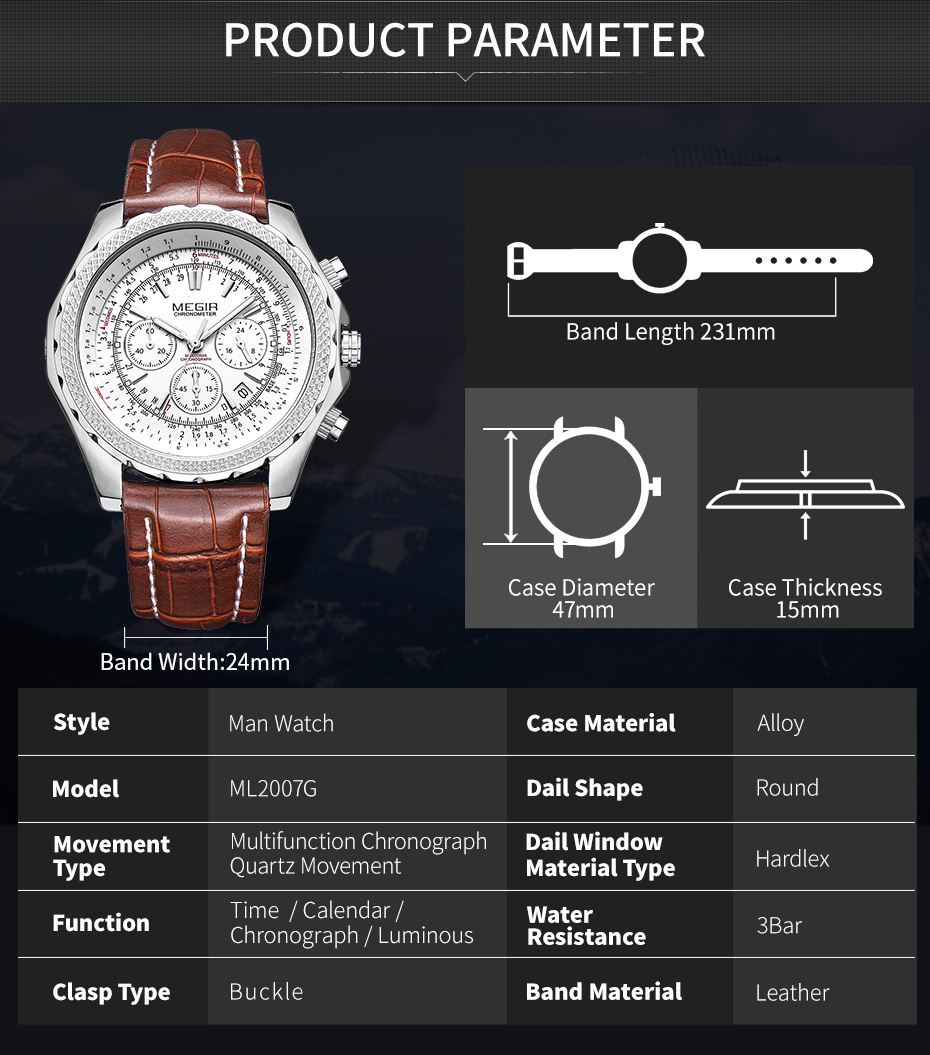 PRODUCT PARAMETER
MEGIR
CHRONOMETER
Band Length 231mm
Case Diameter
47mm
Case Thickness
15mm
Band Width:24mm
Style
Man Watch
Case Material
Alloy
Model
ML2007G
Dail Shape
Round
Movement
Type
Multifunction Chronograph
Quartz Movement
Dail Window
Material Type
Hardlex
Function
Time / Calendar /
Chronograph / Luminous
Water
Resistance
3Bar
Clasp Type
Buckle
Band Material
Leather